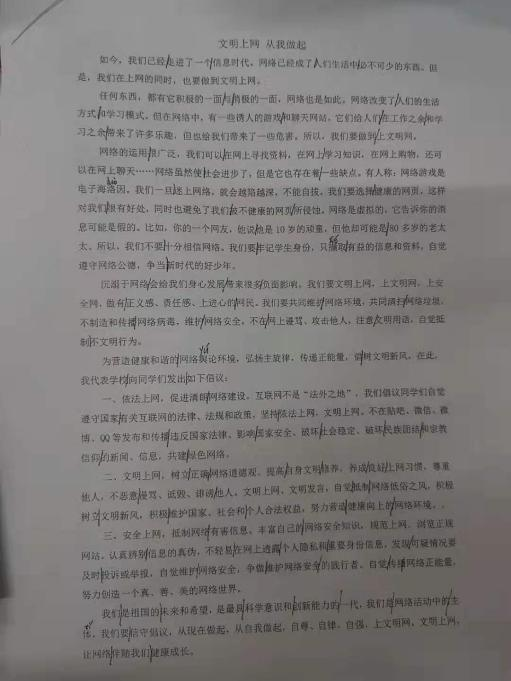 文明上网 从我做起
如今，我们已经走进了一个信息时代。网络已经成了人们生活中必不可少的东西。但
是，我们在上网的同时，也要做到文明上网。
任何东西，都有它积极的一面与消极的一面，网络也是如此。网络改变了人们的生活
方式和学习模式。但在网络中，有一些诱人的游戏和聊天网站，它们给人们在工作之余和学
习之余带来了许多乐趣，但也给我们带来了一些危害。所以，我们要做到上文明网。
网络的运用很广泛，我们可以在网上寻找资料，在网上学习知识，在网上购物，还可
以在网上聊天……网络虽然使社会进步了，但是它也存在着一些缺点。有人称：网络游戏是
电子海洛因。我们一旦迷上网络，就会越陷越深，不能自拔。我们要选择健康的网页，这样
对我们很有好处，同时也避免了我们被不健康的网页所侵蚀。网络是虚拟的，它告诉你的消
息可能是假的。比如，你的一个网友，他说他是 10 岁的顽童，但他却可能是 80 多岁的老太
太。所以，我们不要十分相信网络。我们要牢记学生身份，只撷取有益的信息和资料，自觉
遵守网络公德，争当新时代的好少年。
沉溺于网络会给我们身心发展带来很多负面影响，我们要文明上网，上文明网，上安
全网，做有正义感、责任感、上进心的网民。我们要共同维护网络环境，共同清扫网络垃圾，
不制造和传播网络病毒，维护网络安全，不在网上谩骂、攻击他人，注意文明用语，自觉抵
制不文明行为。
为营造健康和谐的网络舆论环境，弘扬主旋律，传递正能量，倡树文明新风，在此，
我代表学校向同学们发出如下倡议：
一、依法上网，促进清朗网络建设。互联网不是“法外之地”，我们倡议同学们自觉
遵守国家有关互联网的法律、法规和政策，坚持依法上网，文明上网，不在贴吧、微信、微
博、QQ 等发布和传播违反国家法律、影响国家安全、破坏社会稳定、破坏民族团结和宗教
信仰的新闻、信息，共建绿色网络。
二、文明上网，树立正确网络道德观。提高自身文明修养，养成良好上网习惯，尊重
他人，不恶意谩骂、诋毁、诽谤他人，文明上网，文明发言，自觉抵制网络低俗之风，积极
树立文明新风，积极维护国家、社会和个人合法权益，努力营造健康向上的网络环境。
三、安全上网，抵制网络有害信息。丰富自己的网络安全知识，规范上网，浏览正规
网站，认真辨别信息的真伪，不轻易在网上透露个人隐私和重要身份信息，发现可疑情况要
及时投诉或举报，自觉维护网络安全，争做维护网络安全的践行者。自觉传播网络正能量，
努力创造一个真、善、美的网络世界。
我们是祖国的未来和希望，是最具科学意识和创新能力的一代，我们是网络活动中的主
体，我们要信守倡议，从现在做起，从自我做起，自尊、自律、自强，上文明网，文明上网，
让网络伴随我们健康成长。